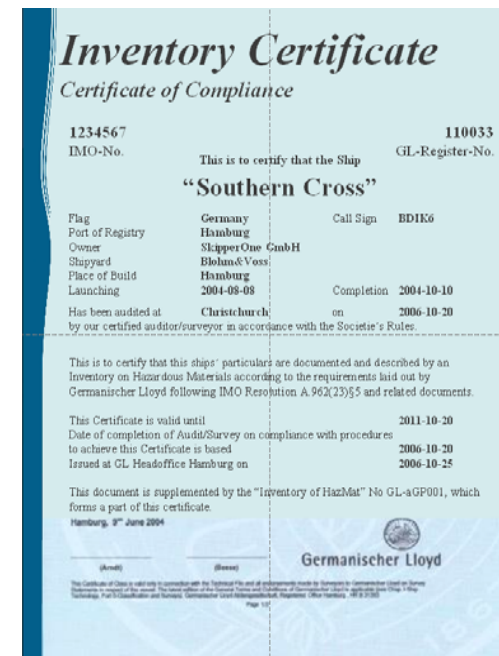 Inventory Certificate
Certificate of Compliance
1234567 110033
IMO-No. GL-Register-No.
This is to certify that the Ship
“Southern Cross”
Flag Germany Call Sign BDIK6
Port of Registry Hamburg
Owner SkipperOne GmbH
Shipyard Blohm&Voss
Place of Build Hamburg
Launching 2004-08-08 Completion 2004-10-10
Has been audited at Christchurch on 2006-10-20
by our certified auditor/surveyor in accordance with the Societie's Rules.
This is to certify that this ships' particulars are documented and described by an
Inventory on Hazardous Materials according to the requirements laid out by
Germanischer Lloyd following IMO Resolution A.962(23)§5 and related documents.
This Certificate is valid until 2011-10-20
Date of completion of Audit/Survey on compliance with procedures
to achieve this Certificate is based 2006-10-20
Issued at GL Headoffice Hamburg on 2006-10-25
This document is supplemented by the “Inventory of HazMat” No GL-aGP001, which
forms a part of this certificate.
Hamburg, 9th June 2004
Germanischer Lloyd
(Arndt) (Beese)
Page 1/2